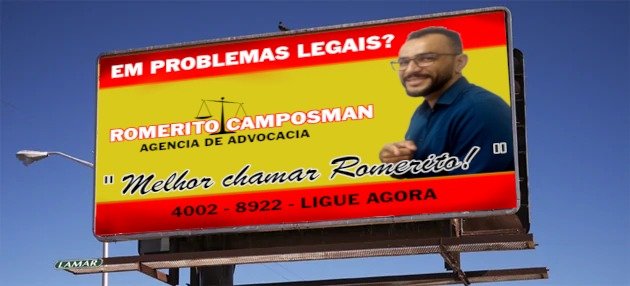 EM PROBLEMAS LEGAIS?
ROMERITO CAMPOSMAN
AGENCIA DE ADVOCACIA
" Melhor chamar Romerito! "
4002 - 8922 - LIGUE AGORA
LAMAR